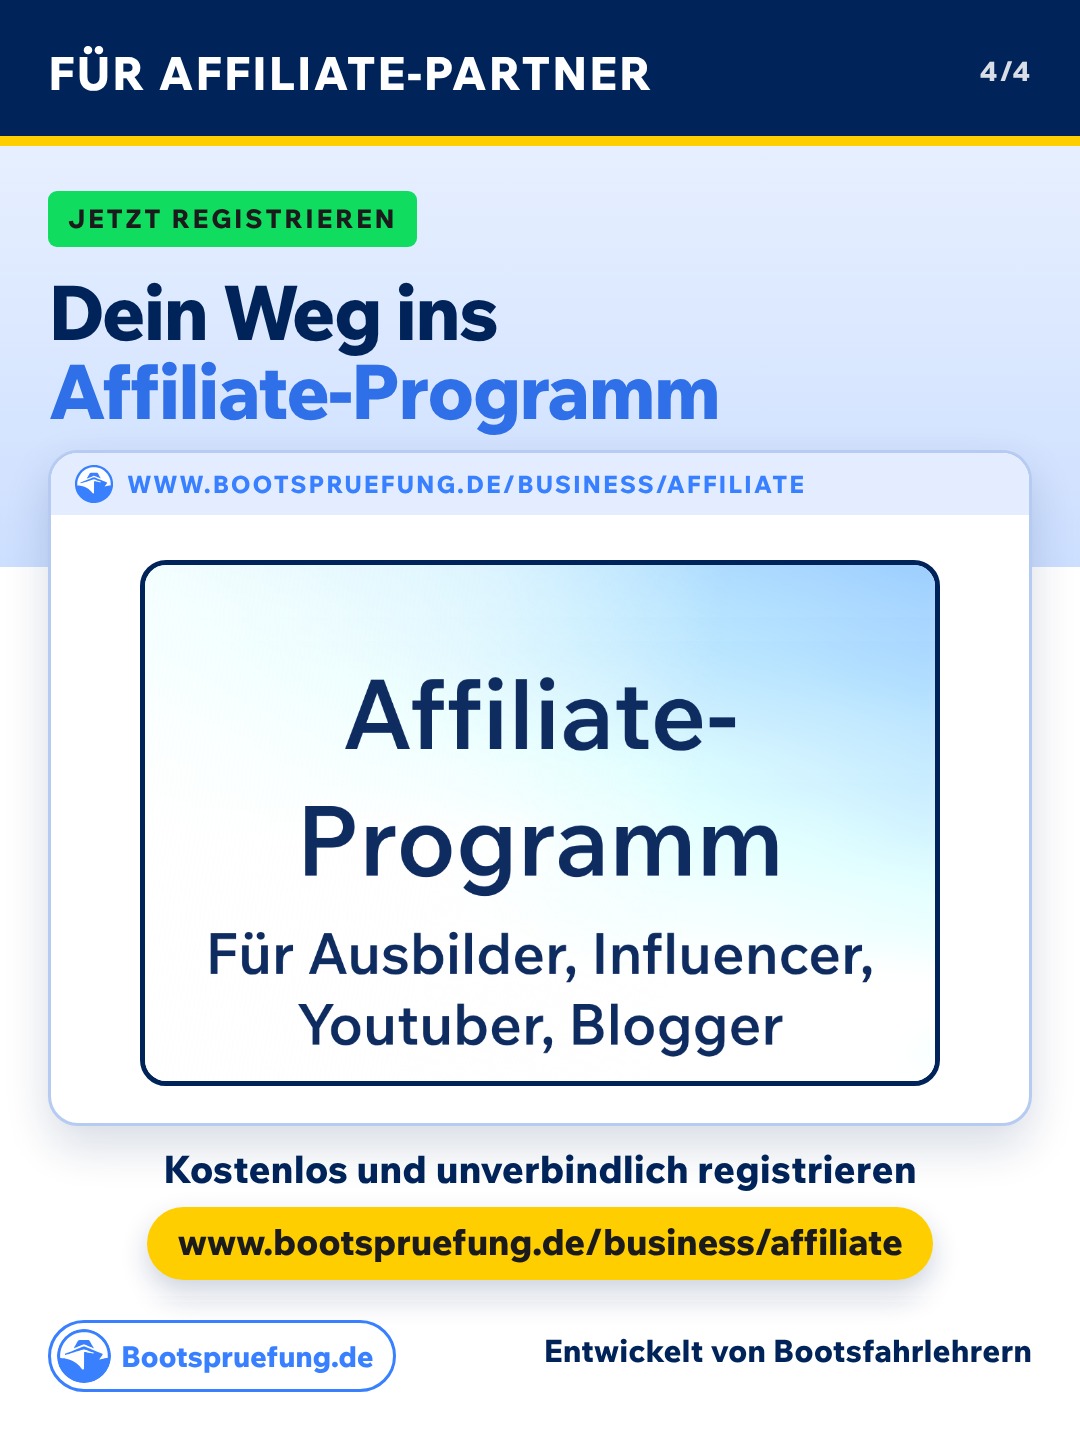 FÜR AFFILIATE-PARTNER
4/4
JETZT REGISTRIEREN
Dein Weg ins
Affiliate-Programm
WWW.BOOTSPRUEFUNG.DE/BUSINESS/AFFILIATE
Affiliate-
Programm
Für Ausbilder, Influencer,
Youtuber, Blogger
Kostenlos und unverbindlich registrieren
www.bootspruefung.de/business/affiliate
Bootspruefung.de
Entwickelt von Bootsfahrlehrern